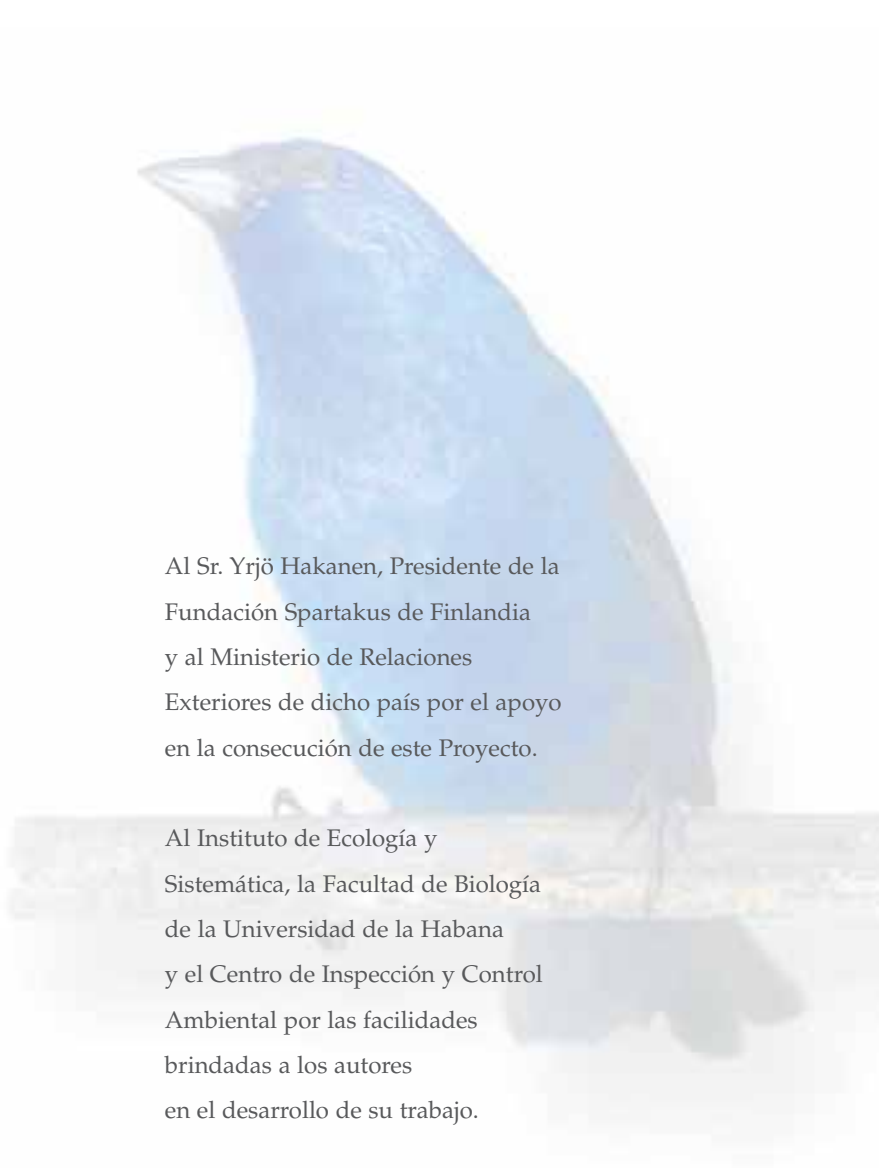 Al Sr. Yrjö Hakanen, Presidente de la
Fundación Spartakus de Finlandia
y al Ministerio de Relaciones
Exteriores de dicho país por el apoyo
en la consecución de este Proyecto.
Al Instituto de Ecología y
Sistemática, la Facultad de Biología
de la Universidad de la Habana
y el Centro de Inspección y Control
Ambiental por las facilidades
brindadas a los autores
en el desarrollo de su trabajo.